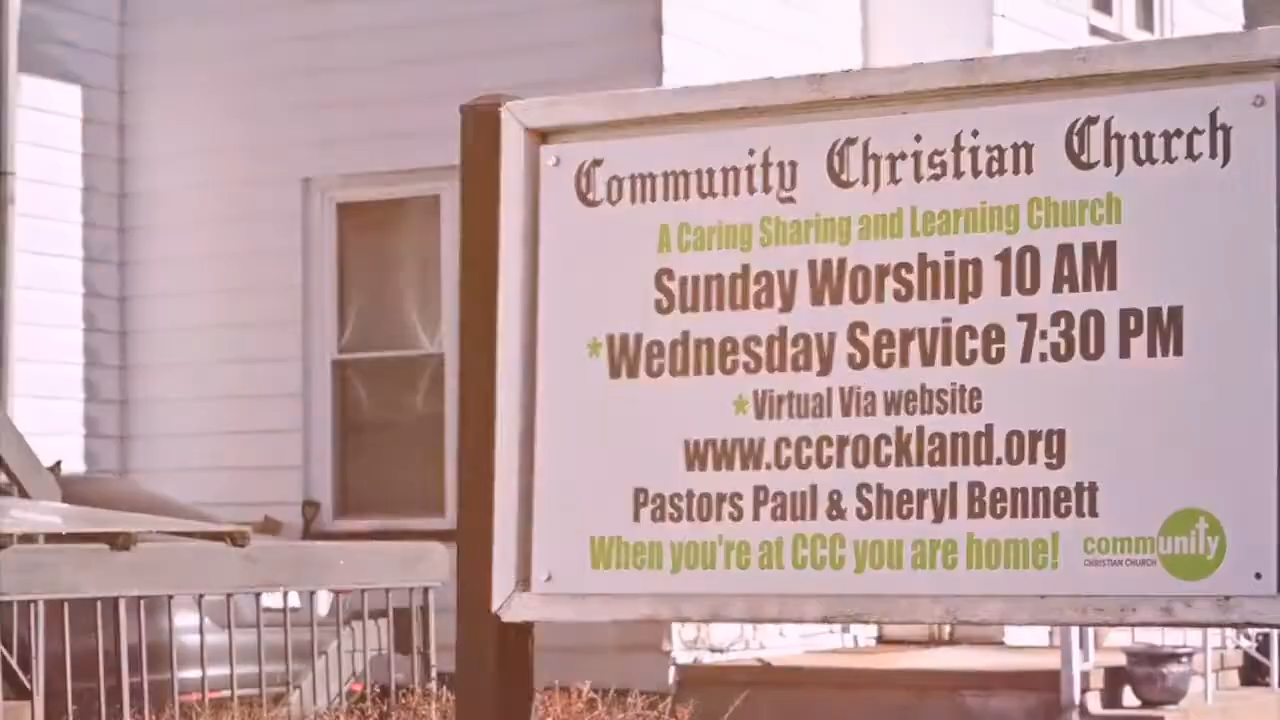 Community Christian Church
A Caring Sharing and Learning Church
Sunday Worship 10 AM
*Wednesday Service 7:30 PM
*Virtual Via website
www.cccrockland.org
Pastors Paul & Sheryl Bennett
When you're at CCC you are home!
community
CHRISTIAN CHURCH